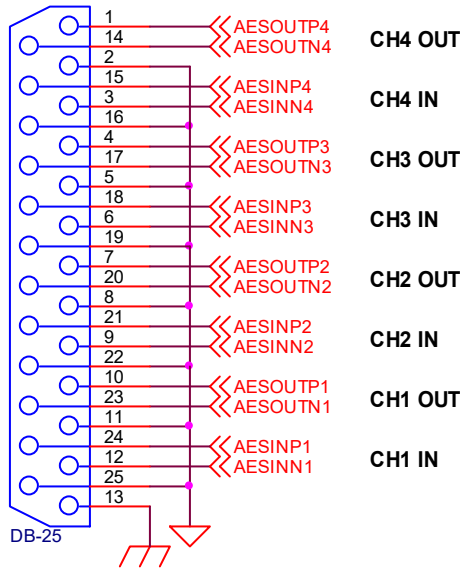 1 AESOUTP4
14 AESOUTN4 CH4 OUT
2
15 AESINP4
3 AESINN4 CH4 IN
16
4 AESOUTP3
17 AESOUTN3 CH3 OUT
5
18 AESINP3
6 AESINN3 CH3 IN
19
7 AESOUTP2
20 AESOUTN2 CH2 OUT
8
21 AESINP2
9 AESINN2 CH2 IN
22
10 AESOUTP1
23 AESOUTN1 CH1 OUT
11
24 AESINP1
12 AESINN1 CH1 IN
25
13
DB-25